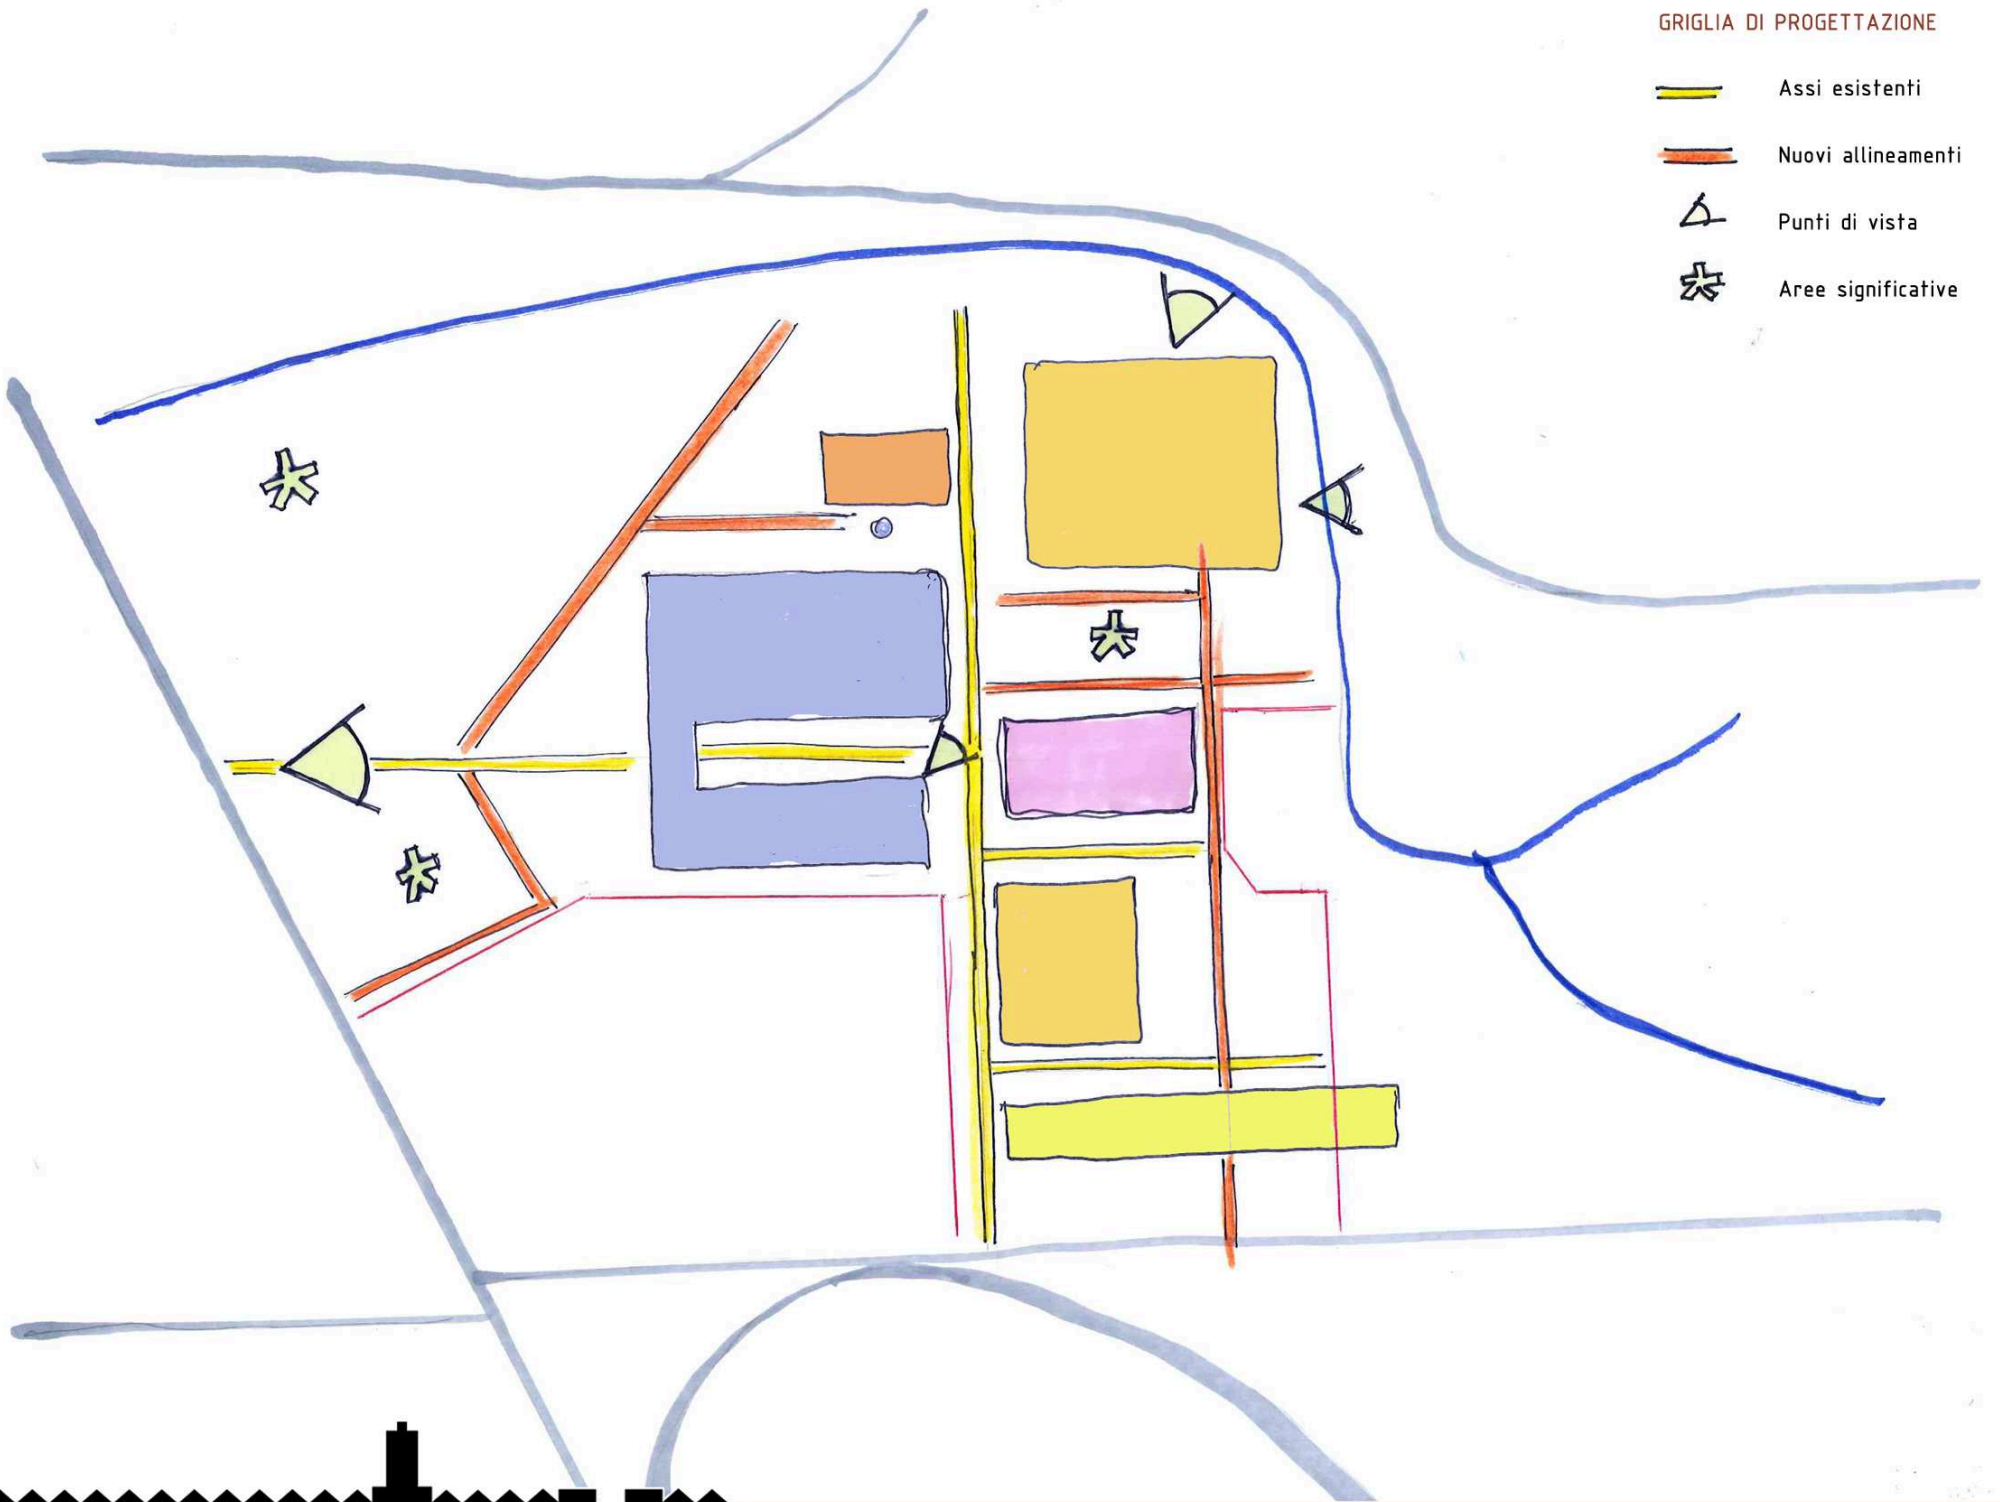 GRIGLIA DI PROGETTAZIONE
Assi esistenti
Nuovi allineamenti
Punti di vista
Aree significative